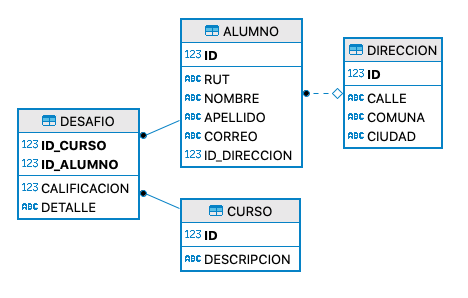 ALUMNO
123 ID
ABC RUT
ABC NOMBRE
ABC APELLIDO
ABC CORREO
123 ID_DIRECCION
DIRECCION
123 ID
ABC CALLE
ABC COMUNA
ABC CIUDAD
DESAFIO
123 ID_CURSO
123 ID_ALUMNO
123 CALIFICACION
ABC DETALLE
CURSO
123 ID
ABC DESCRIPCION